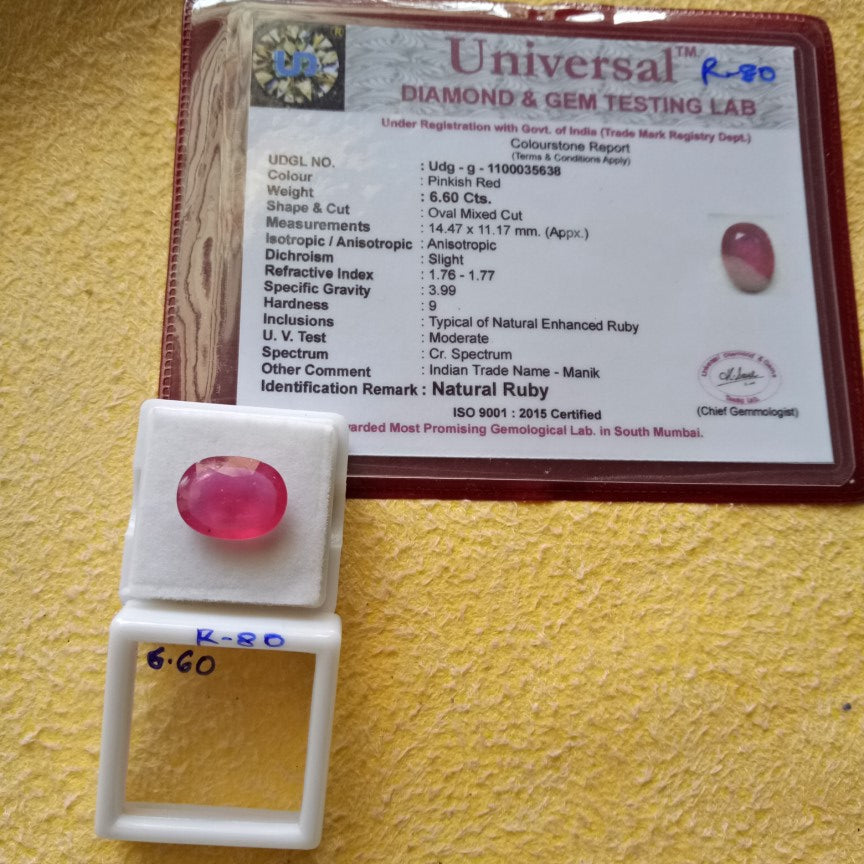 Universal™ R-80
un ®
DIAMOND & GEM TESTING LAB
Under Registration with Govt. of India (Trade Mark Registry Dept.)
Colourstone Report
(Terms & Conditions Apply)
UDGL NO. : Udg - g - 1100035638
Colour : Pinkish Red
Weight : 6.60 Cts.
Shape & Cut : Oval Mixed Cut
Measurements : 14.47 x 11.17 mm. (Appx.)
Isotropic / Anisotropic : Anisotropic
Dichroism : Slight
Refractive Index : 1.76 - 1.77
Specific Gravity : 3.99
Hardness : 9
Inclusions : Typical of Natural Enhanced Ruby
U. V. Test : Moderate
Spectrum : Cr. Spectrum
Other Comment : Indian Trade Name - Manik
Identification Remark : Natural Ruby
(Chief Gemmologist)
ISO 9001 : 2015 Certified
warded Most Promising Gemological Lab. in South Mumbai.
R-80
6.60